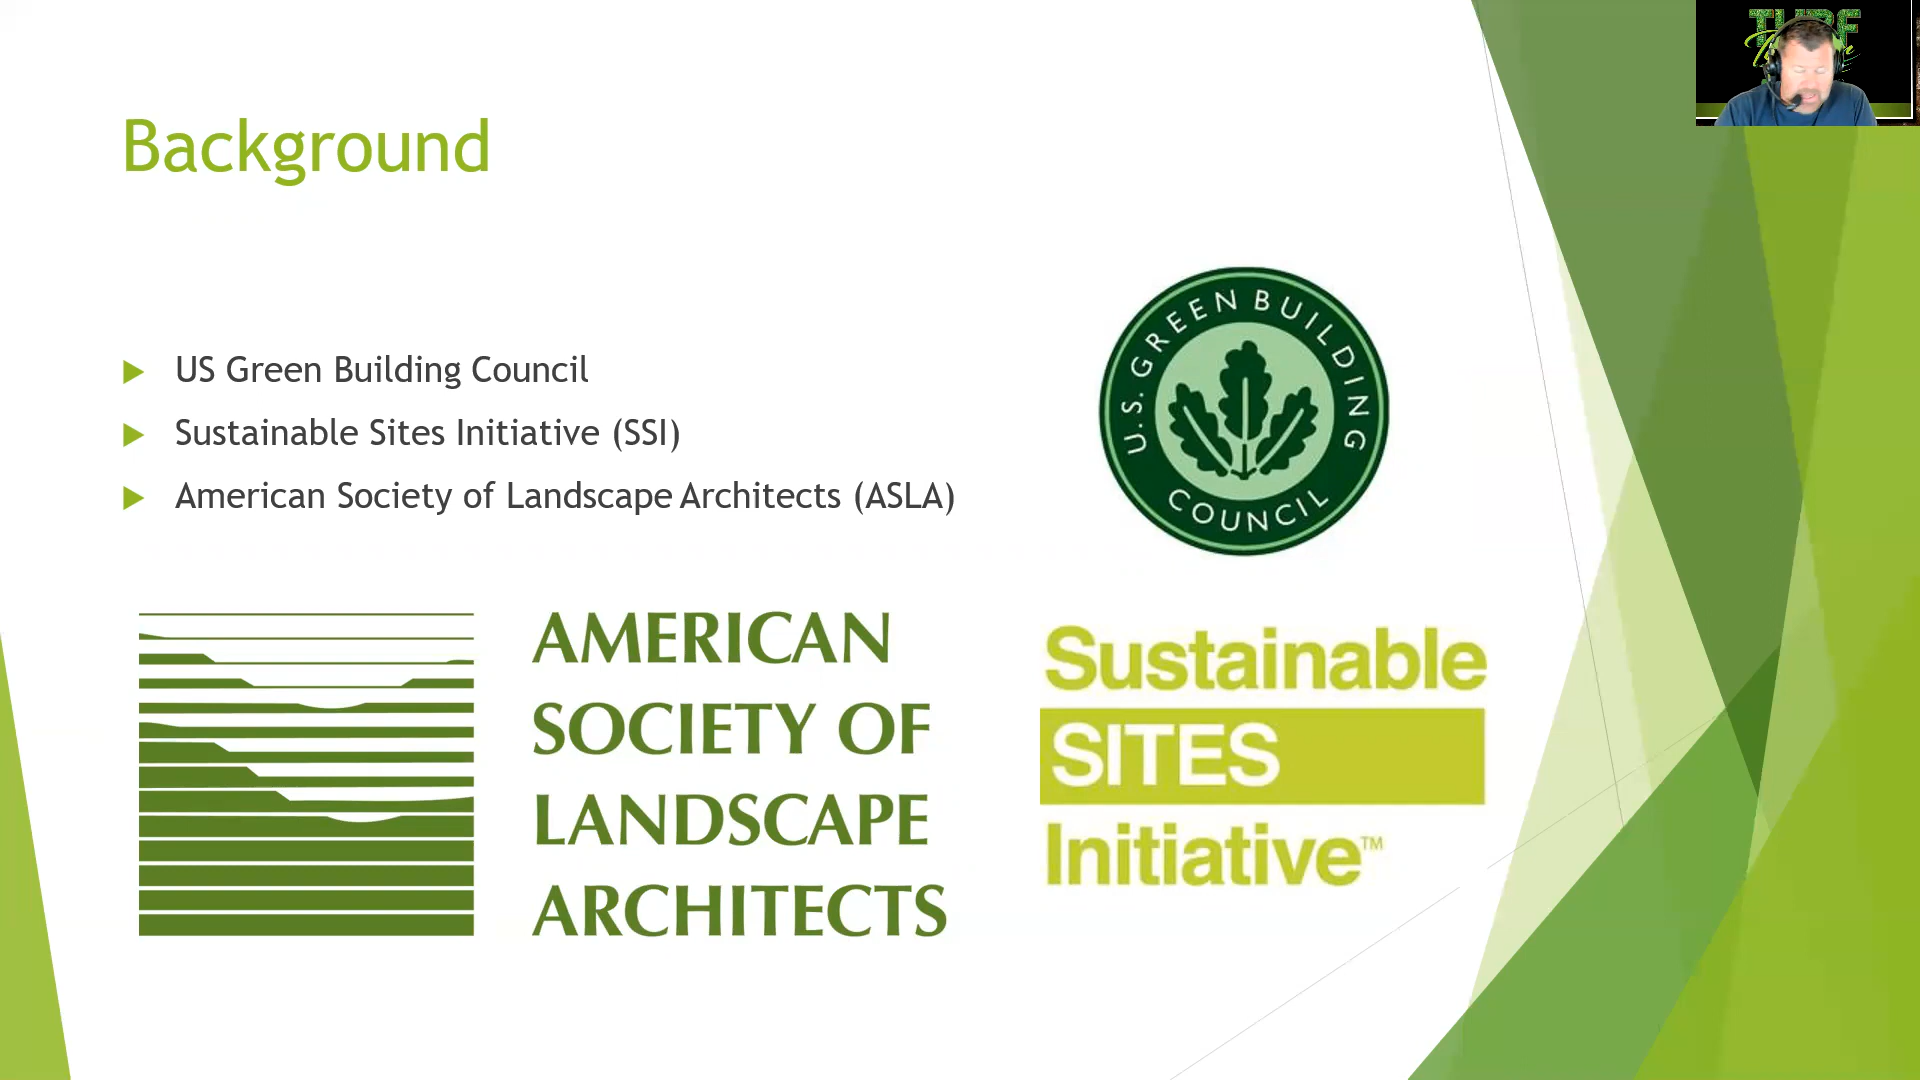 Background
US Green Building Council
Sustainable Sites Initiative (SSI)
American Society of Landscape Architects (ASLA)
U.S. GREEN BUILDING
COUNCIL
AMERICAN
SOCIETY OF
LANDSCAPE
ARCHITECTS
Sustainable
SITES
Initiative™
TURF